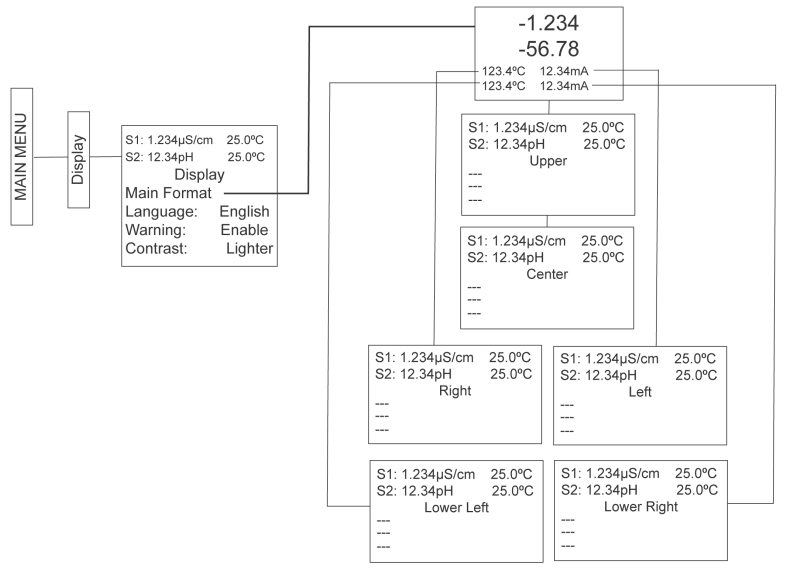 MAIN MENU
Display
S1: 1.234µS/cm 25.0ºC
S2: 12.34pH 25.0ºC
Display
Main Format
Language: English
Warning: Enable
Contrast: Lighter
-1.234
-56.78
123.4ºC 12.34mA
123.4ºC 12.34mA
S1: 1.234µS/cm 25.0ºC
S2: 12.34pH 25.0ºC
Upper
---
---
---
S1: 1.234µS/cm 25.0ºC
S2: 12.34pH 25.0ºC
Center
---
---
---
S1: 1.234µS/cm 25.0ºC
S2: 12.34pH 25.0ºC
Right
---
---
---
S1: 1.234µS/cm 25.0ºC
S2: 12.34pH 25.0ºC
Left
---
---
---
S1: 1.234µS/cm 25.0ºC
S2: 12.34pH 25.0ºC
Lower Left
---
---
---
S1: 1.234µS/cm 25.0ºC
S2: 12.34pH 25.0ºC
Lower Right
---
---
---